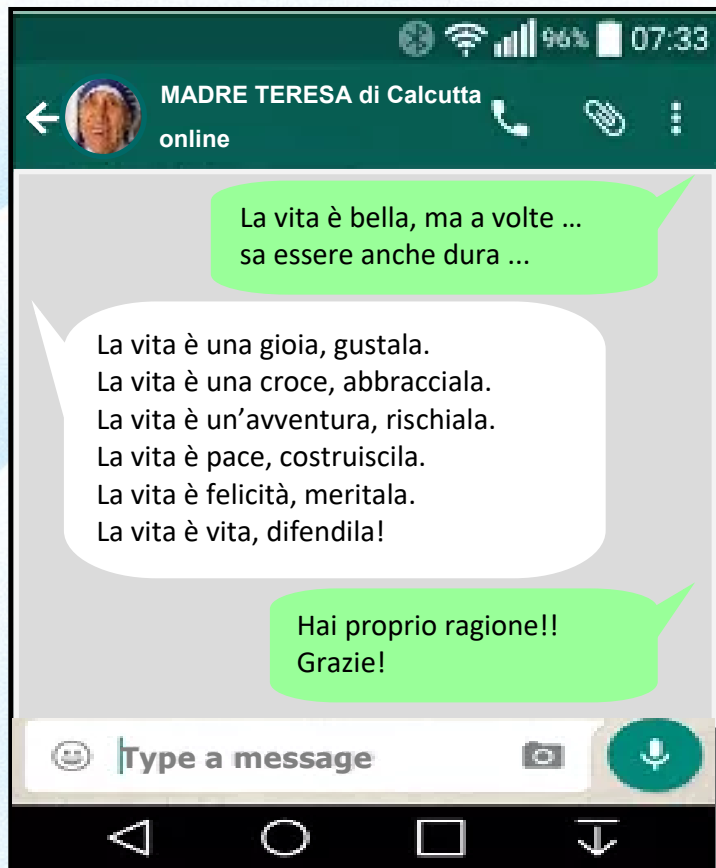 96% 07:33
MADRE TERESA di Calcutta
online
La vita è bella, ma a volte …
sa essere anche dura ...
La vita è una gioia, gustala.
La vita è una croce, abbracciala.
La vita è un’avventura, rischiala.
La vita è pace, costruiscila.
La vita è felicità, meritala.
La vita è vita, difendila!
Hai proprio ragione!!
Grazie!
Type a message